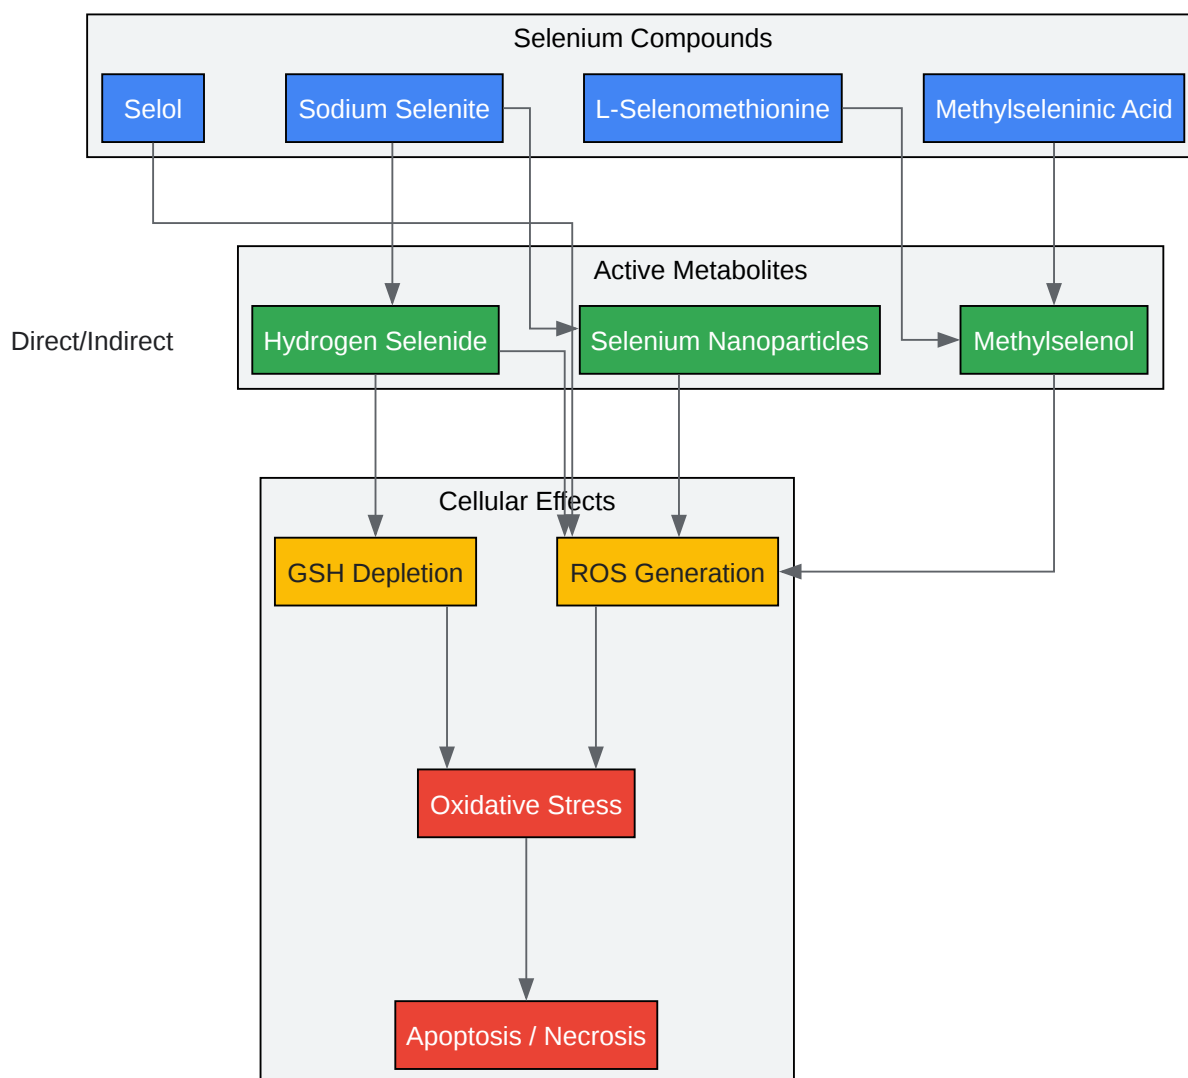 Selenium Compounds
Selol
Sodium Selenite
L-Selenomethionine
Methylseleninic Acid
Active Metabolites
Direct/Indirect
Hydrogen Selenide
Selenium Nanoparticles
Methylselenol
Cellular Effects
GSH Depletion
ROS Generation
Oxidative Stress
Apoptosis / Necrosis